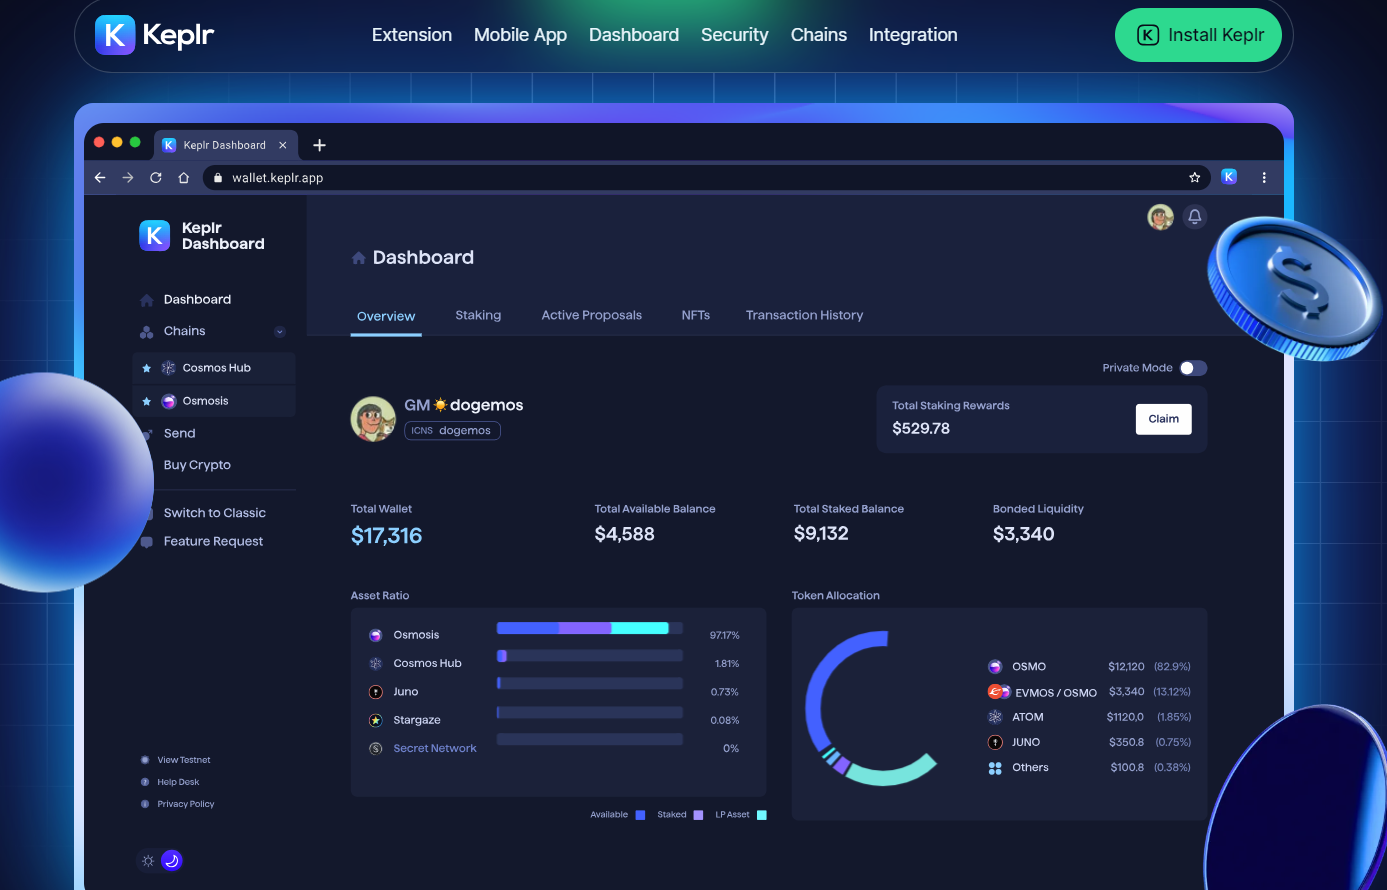 Keplr
Extension
Mobile App
Dashboard
Security
Chains
Integration
Install Keplr
Keplr Dashboard
wallet.keplr.app
Keplr
Dashboard
Dashboard
Chains
Cosmos Hub
Osmosis
Send
Buy Crypto
Switch to Classic
Feature Request
View Testnet
Help Desk
Privacy Policy
Dashboard
Overview
Staking
Active Proposals
NFTs
Transaction History
Private Mode
GM☀️dogemos
ICNS dogemos
Total Staking Rewards
$529.78
Claim
Total Wallet
$17,316
Total Available Balance
$4,588
Total Staked Balance
$9,132
Bonded Liquidity
$3,340
Asset Ratio
Osmosis 97.17%
Cosmos Hub 1.81%
Juno 0.73%
Stargaze 0.08%
Secret Network 0%
Available Staked LP Asset
Token Allocation
OSMO $12,120 (82.9%)
EVMOS / OSMO $3,340 (13.12%)
ATOM $1120,0 (1.85%)
JUNO $350.8 (0.75%)
Others $100.8 (0.38%)